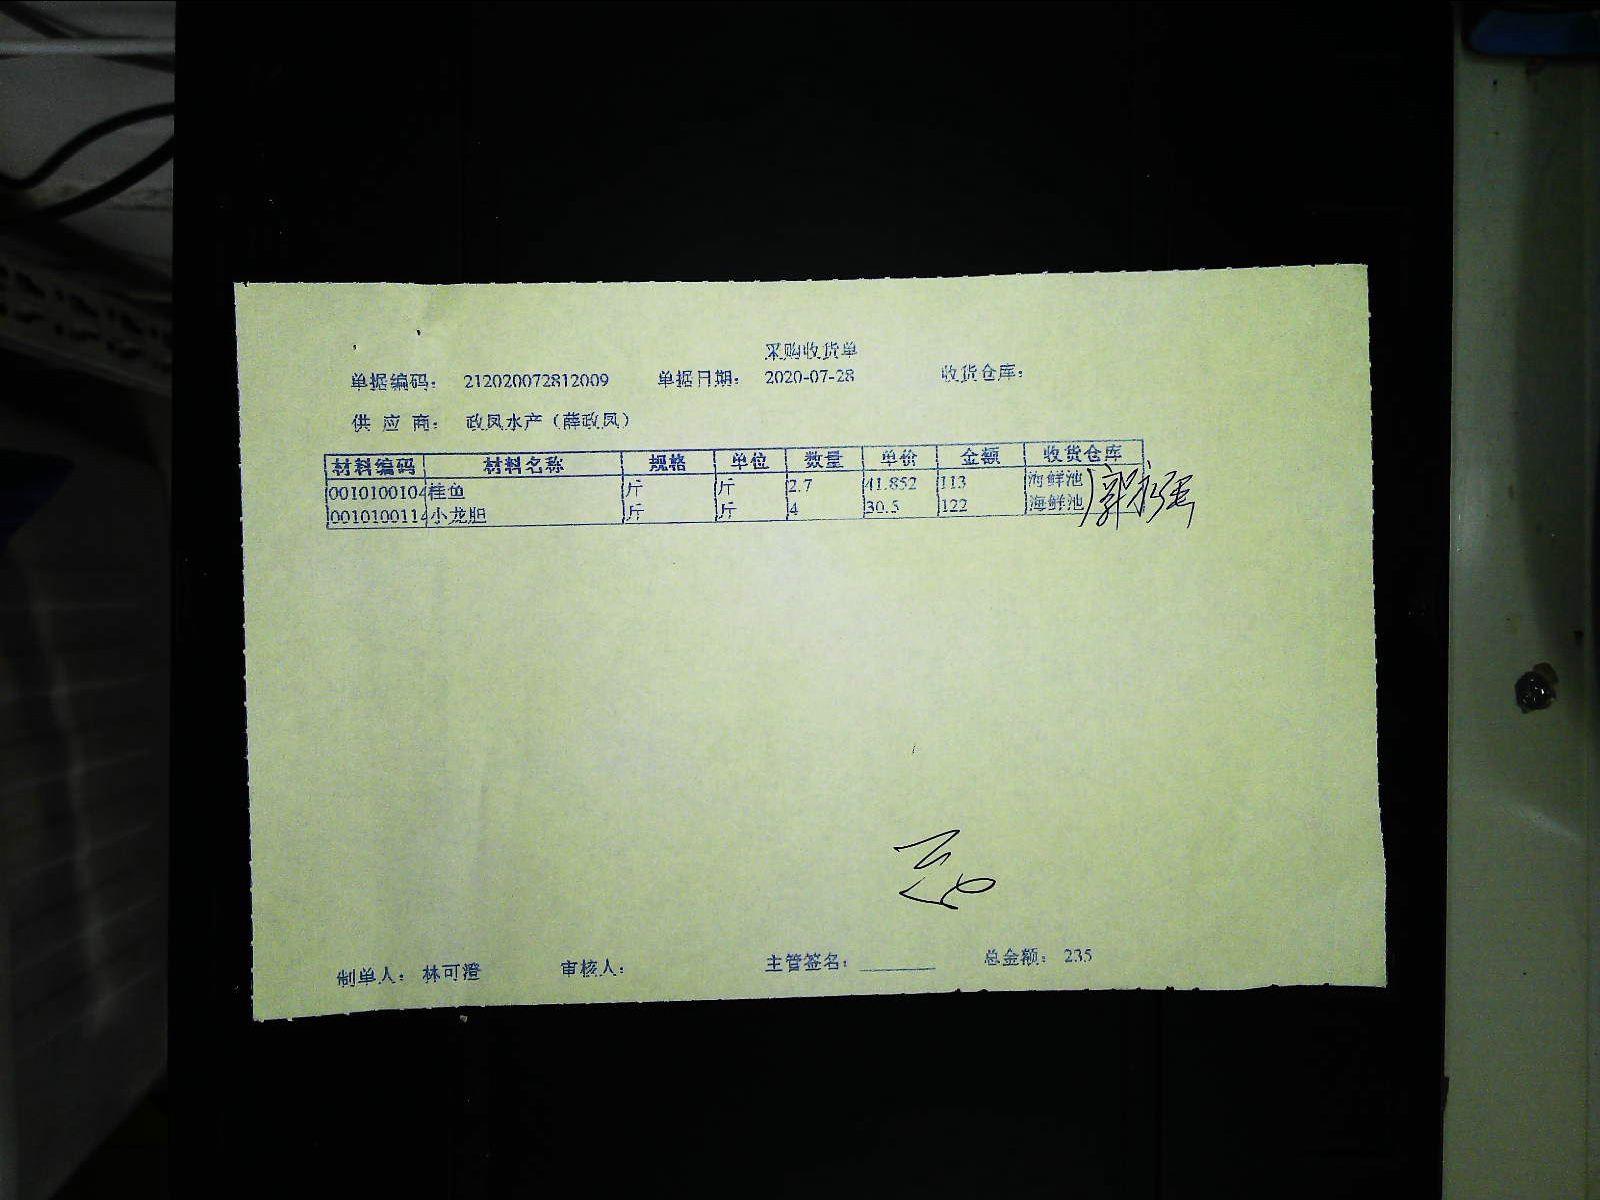 采购收货单
单据编码： 212020072812009 单据日期： 2020-07-28 收货仓库：
供 应 商： 政凤水产（薛政凤）
材料编码 材料名称 规格 单位 数量 单价 金额 收货仓库
0010100104 桂鱼 斤 斤 2.7 41.852 113 海鲜池
0010100114 小龙胆 斤 斤 4 30.5 122 海鲜池
制单人： 林可澄 审核人： 主管签名： 总金额： 235